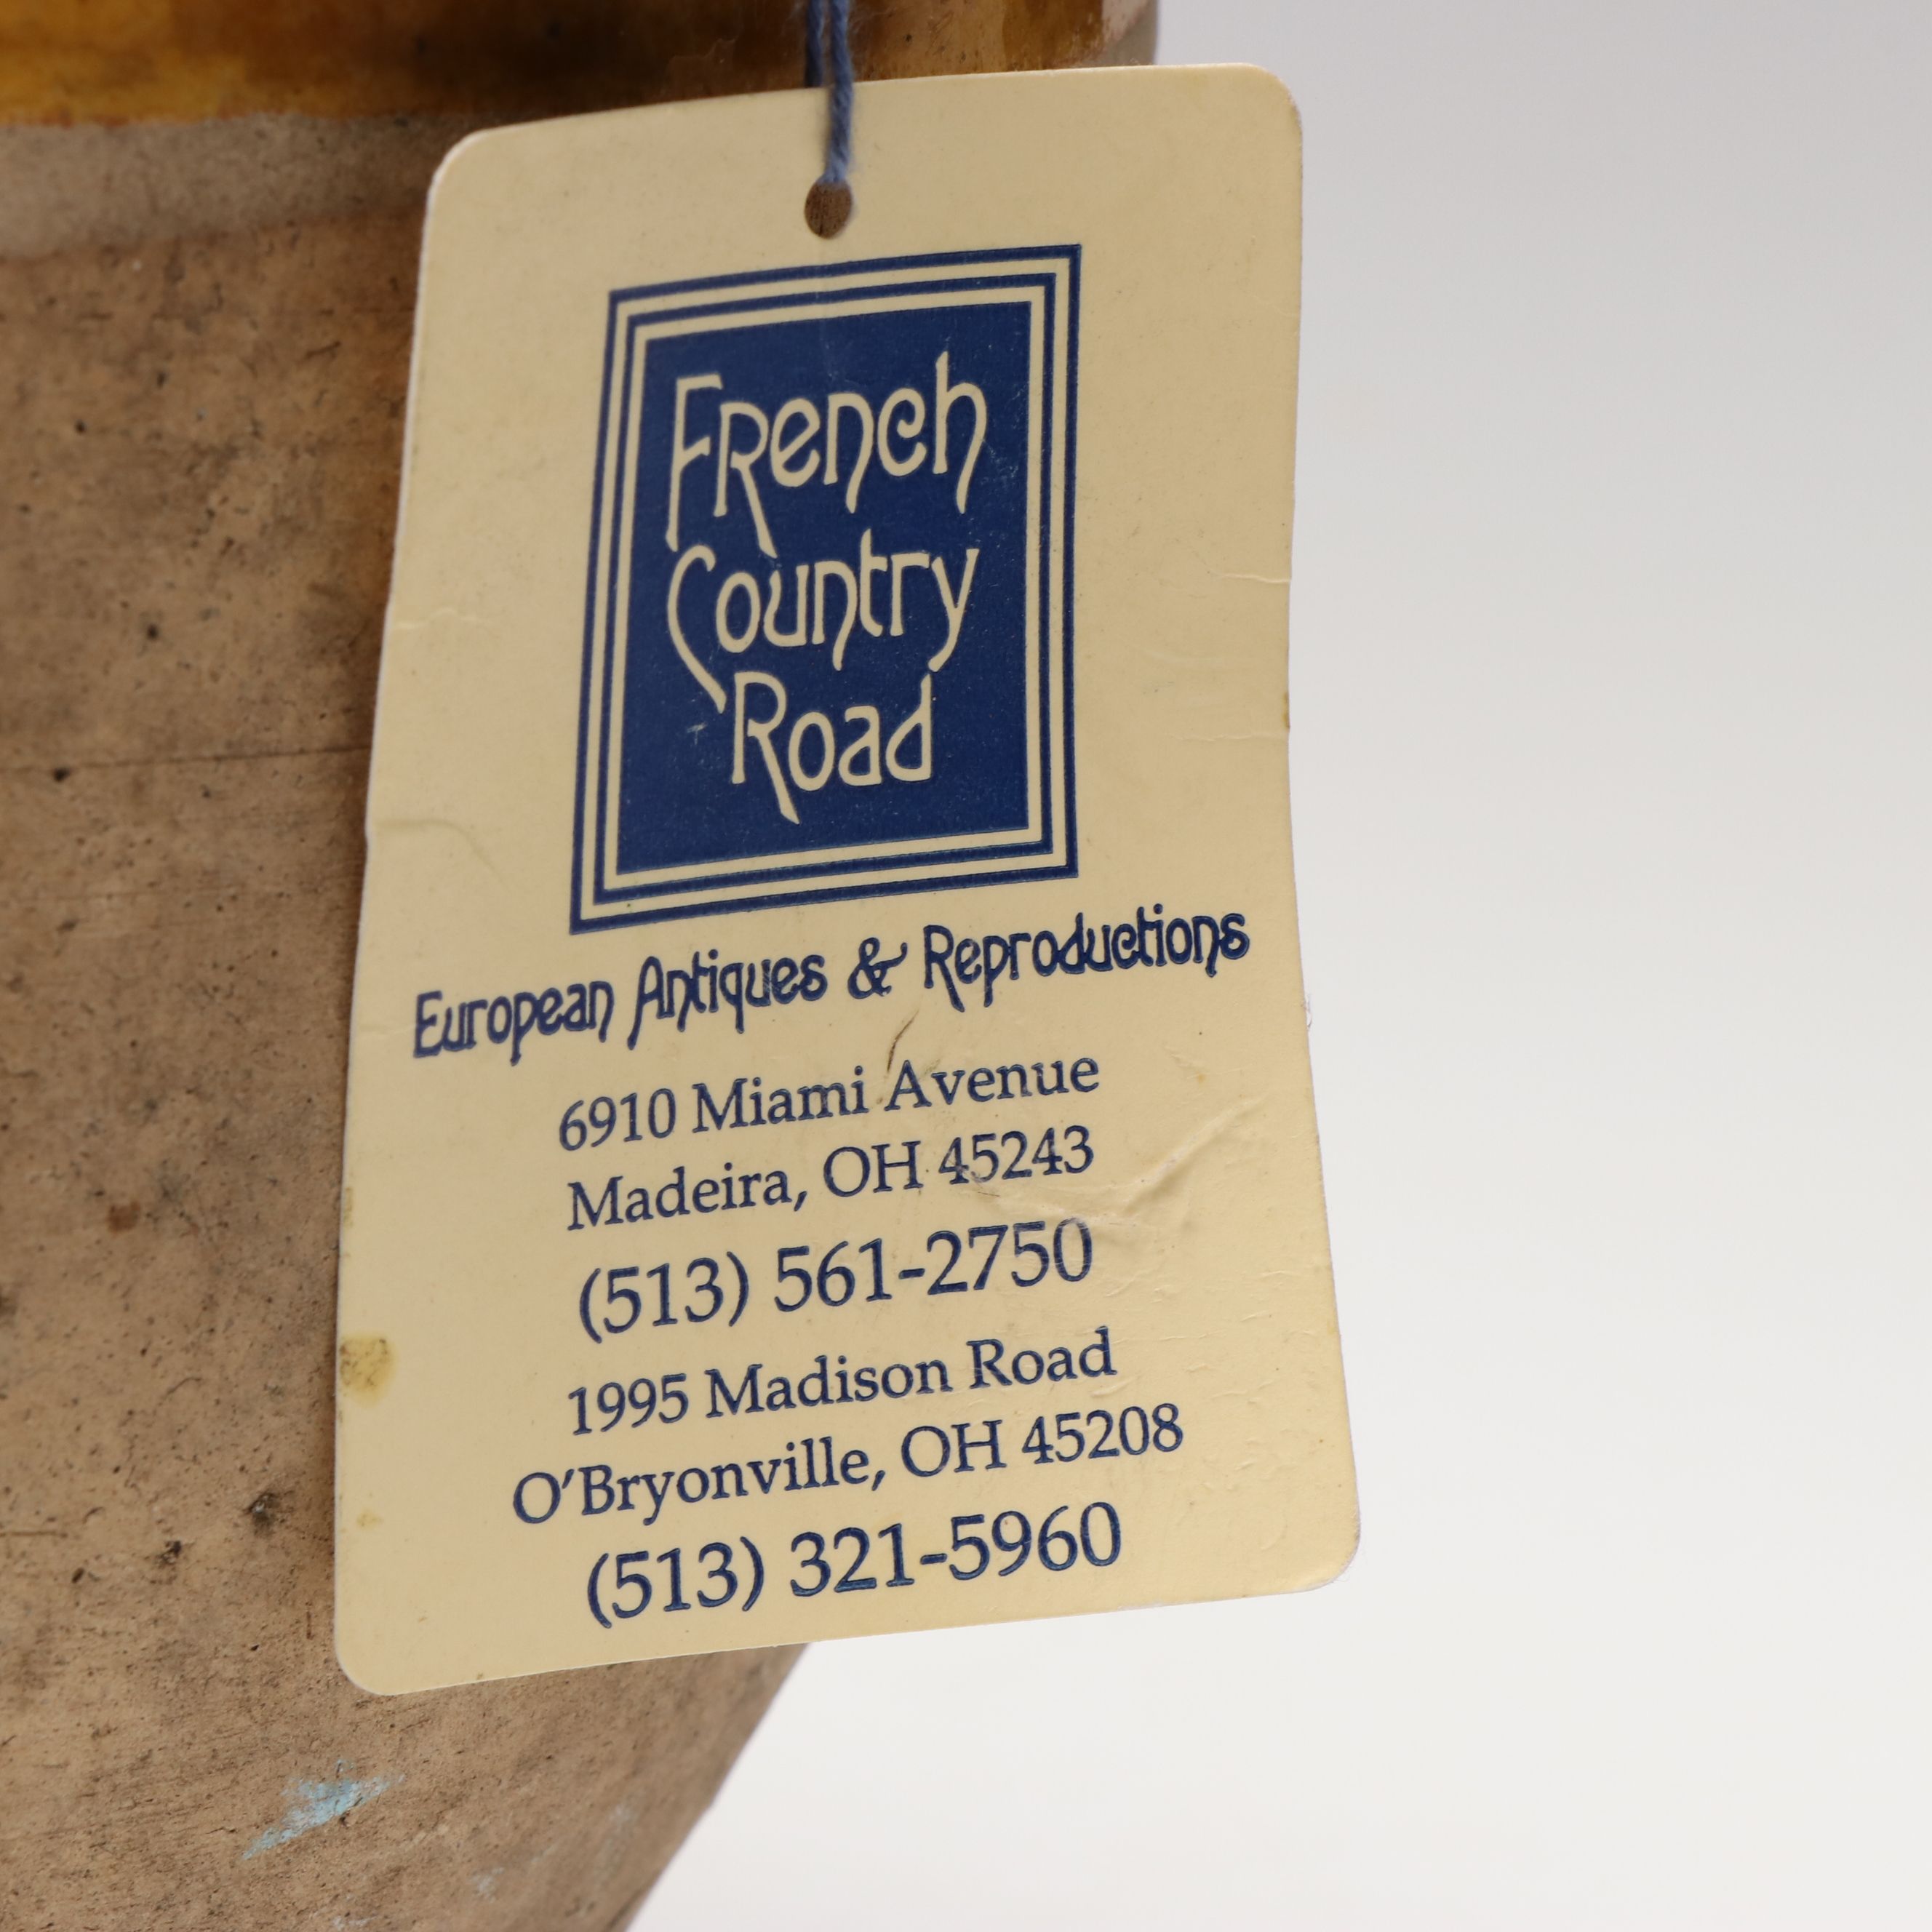 French
Country
Road
European Antiques & Reproductions
6910 Miami Avenue
Madeira, OH 45243
(513) 561-2750
1995 Madison Road
O'Bryonville, OH 45208
(513) 321-5960